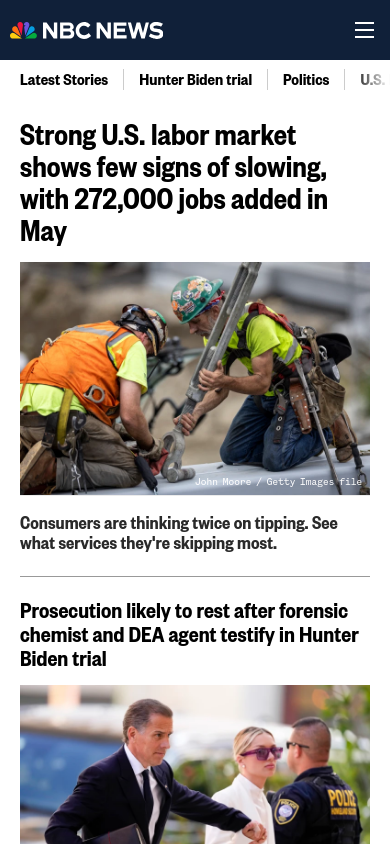 NBC NEWS
Latest Stories
Hunter Biden trial
Politics
U.S.
Strong U.S. labor market
shows few signs of slowing,
with 272,000 jobs added in
May
John Moore / Getty Images file
Consumers are thinking twice on tipping. See
what services they're skipping most.
Prosecution likely to rest after forensic
chemist and DEA agent testify in Hunter
Biden trial
POLICE